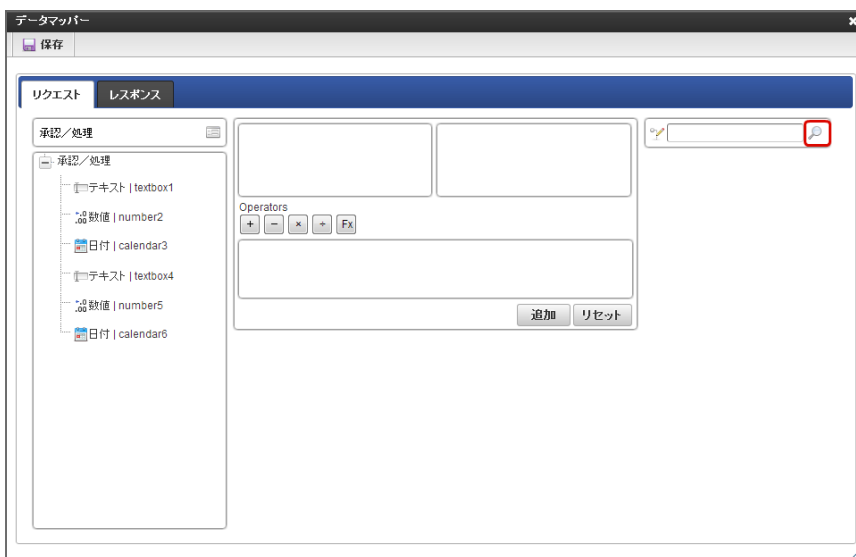 データマッパー
保存
リクエスト レスポンス
承認／処理
承認／処理
テキスト | textbox1
数値 | number2
日付 | calendar3
テキスト | textbox4
数値 | number5
日付 | calendar6
Operators
+ − × ÷ Fx
追加 リセット